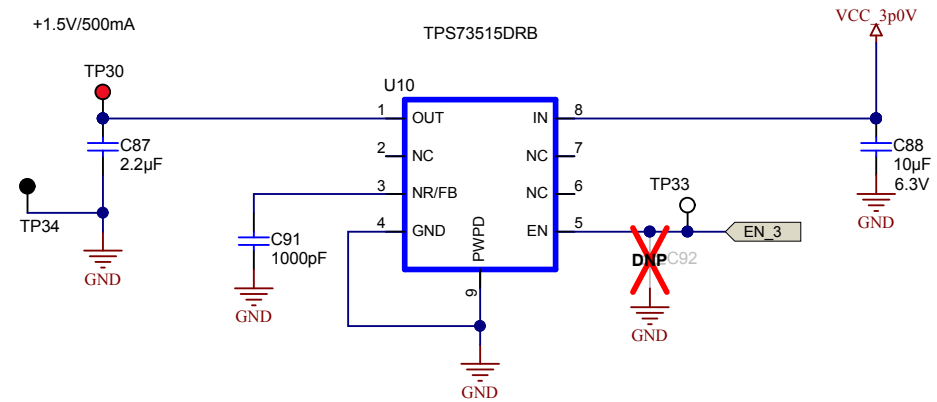 +1.5V/500mA
TPS73515DRB
VCC_3p0V
TP30
U10
1
OUT
IN
8
C87
2.2µF
2
NC
NC
7
C88
10µF
6.3V
3
NR/FB
NC
6
TP33
TP34
4
GND
EN
5
EN_3
PWPD
9
C91
1000pF
DNP
C92
GND
GND
GND
GND
GND